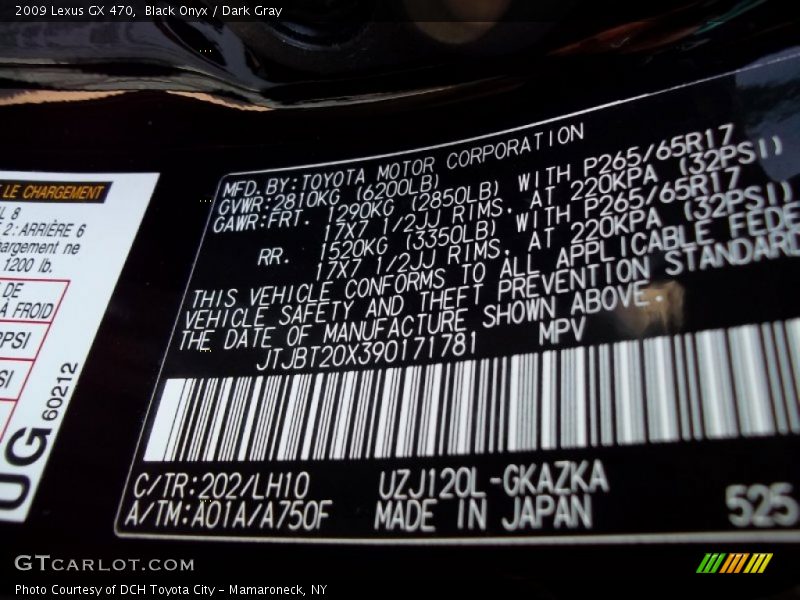 2009 Lexus GX 470, Black Onyx / Dark Gray
LE CHARGEMENT
8
2:ARRIÈRE 6
ne
1200 lb.
DE
À FROID
PSI
UG 60212
MFD.BY:TOYOTA MOTOR CORPORATION
GVWR:2810KG (6200LB)
GAWR:FRT. 1290KG (2850LB) WITH P265/65R17
17X7 1/2JJ RIMS, AT 220KPA (32PSI)
RR. 1520KG (3350LB) WITH P265/65R17
17X7 1/2JJ RIMS, AT 220KPA (32PSI)
THIS VEHICLE CONFORMS TO ALL APPLICABLE FEDE
VEHICLE SAFETY AND THEFT PREVENTION STANDARD
THE DATE OF MANUFACTURE SHOWN ABOVE.
JTJBT20X390171781 MPV
C/TR:202/LH10 UZJ120L-GKAZKA
A/TM:A01A/A750F MADE IN JAPAN 525
GTCARLOT.COM
Photo Courtesy of DCH Toyota City - Mamaroneck, NY